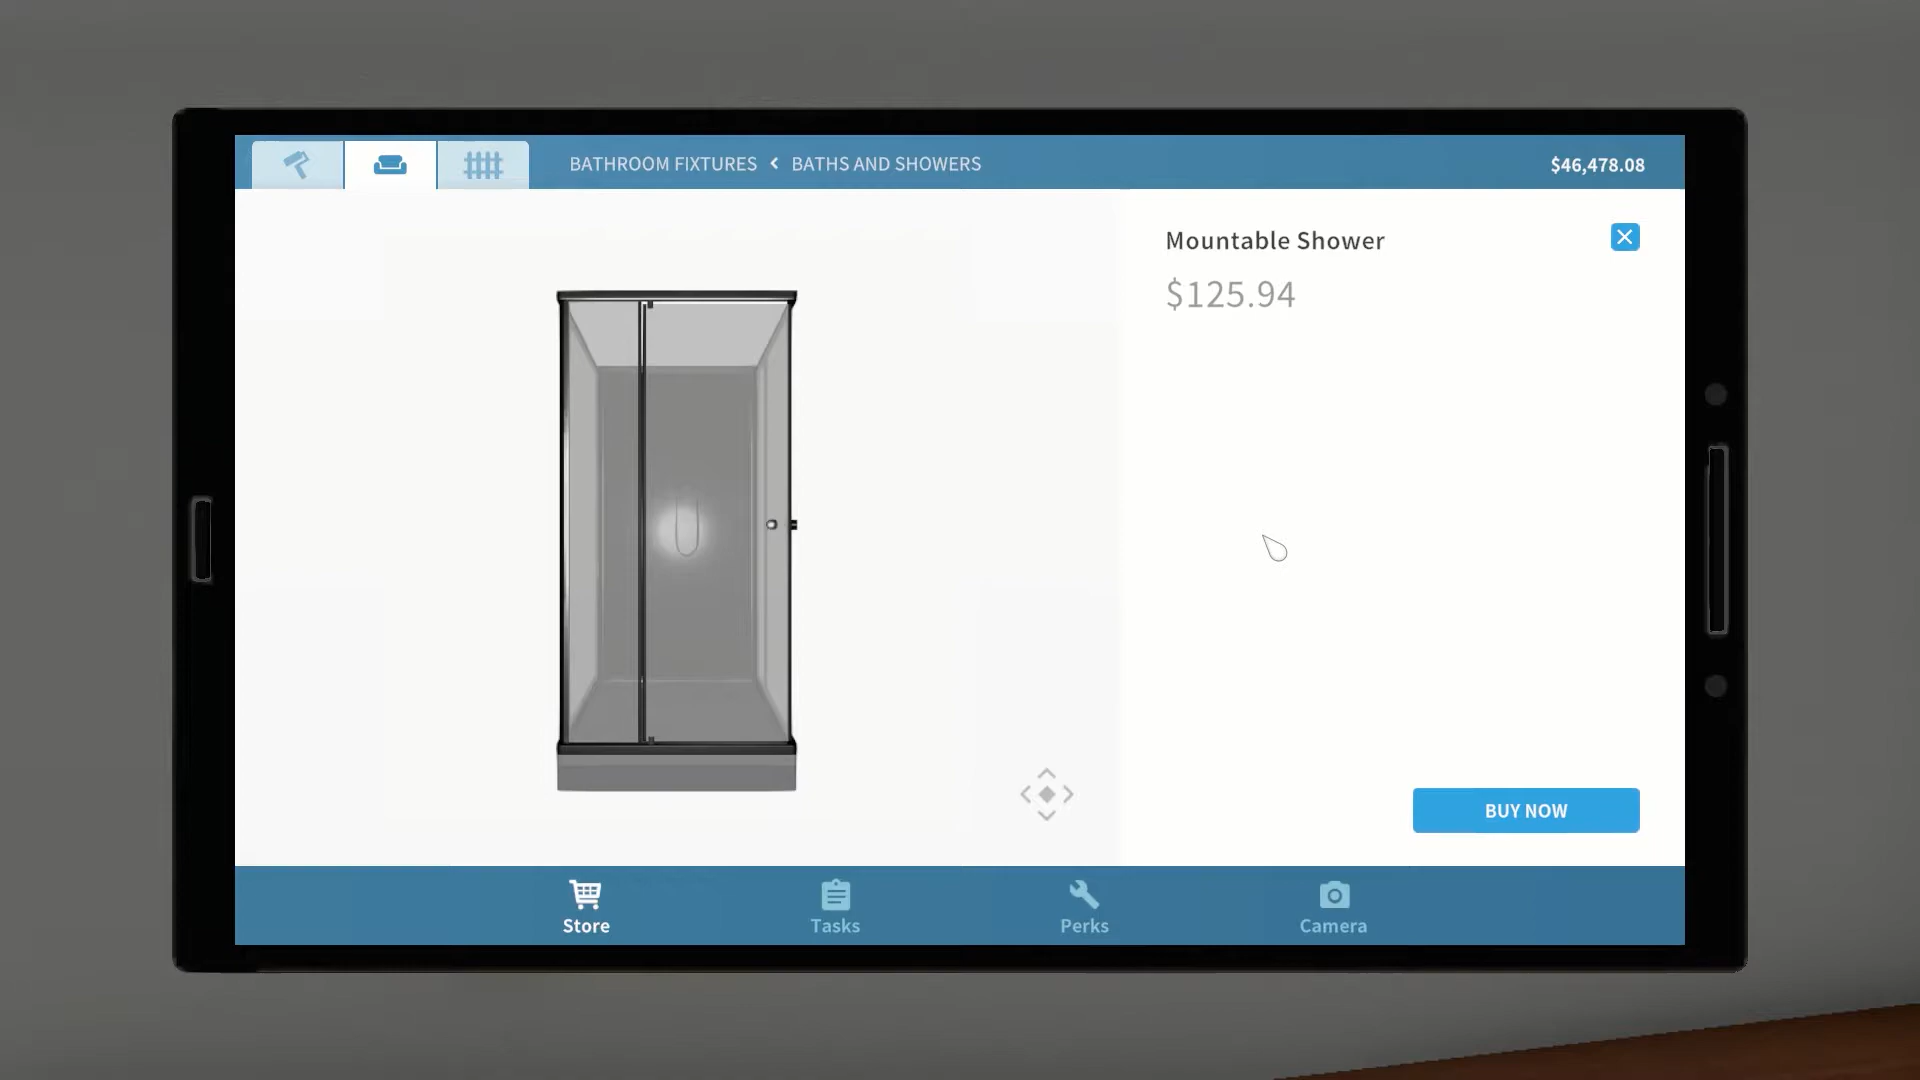 BATHROOM FIXTURES < BATHS AND SHOWERS
$46,478.08
Mountable Shower
$125.94
BUY NOW
Store
Tasks
Perks
Camera